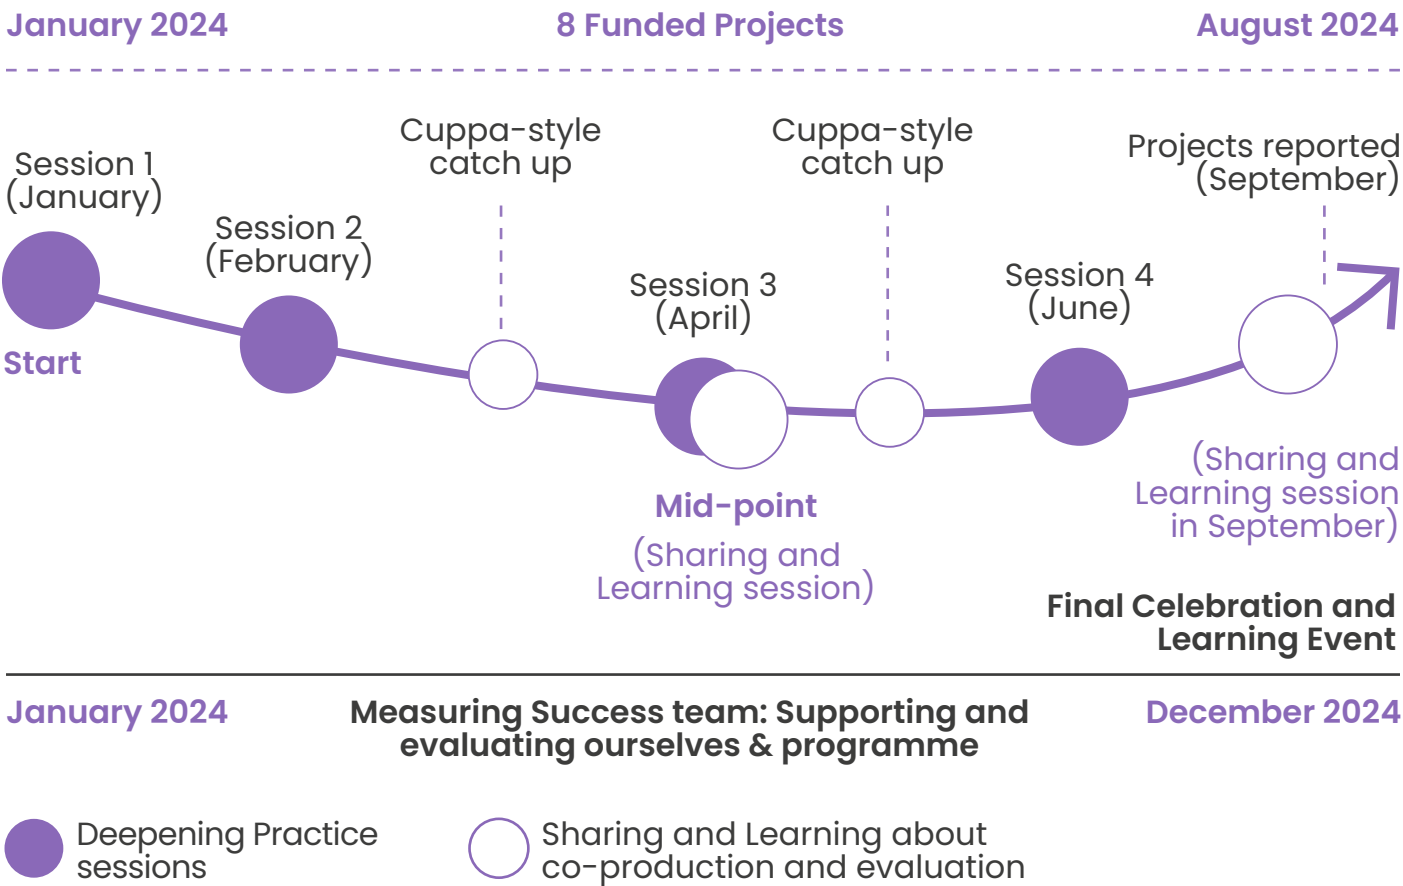 January 2024
8 Funded Projects
August 2024
Session 1
(January)
Session 2
(February)
Cuppa-style
catch up
Session 3
(April)
Cuppa-style
catch up
Session 4
(June)
Projects reported
(September)
Start
Mid-point
(Sharing and
Learning session)
(Sharing and
Learning session
in September)
Final Celebration and
Learning Event
January 2024
Measuring Success team: Supporting and
evaluating ourselves & programme
December 2024
Deepening Practice
sessions
Sharing and Learning about
co-production and evaluation